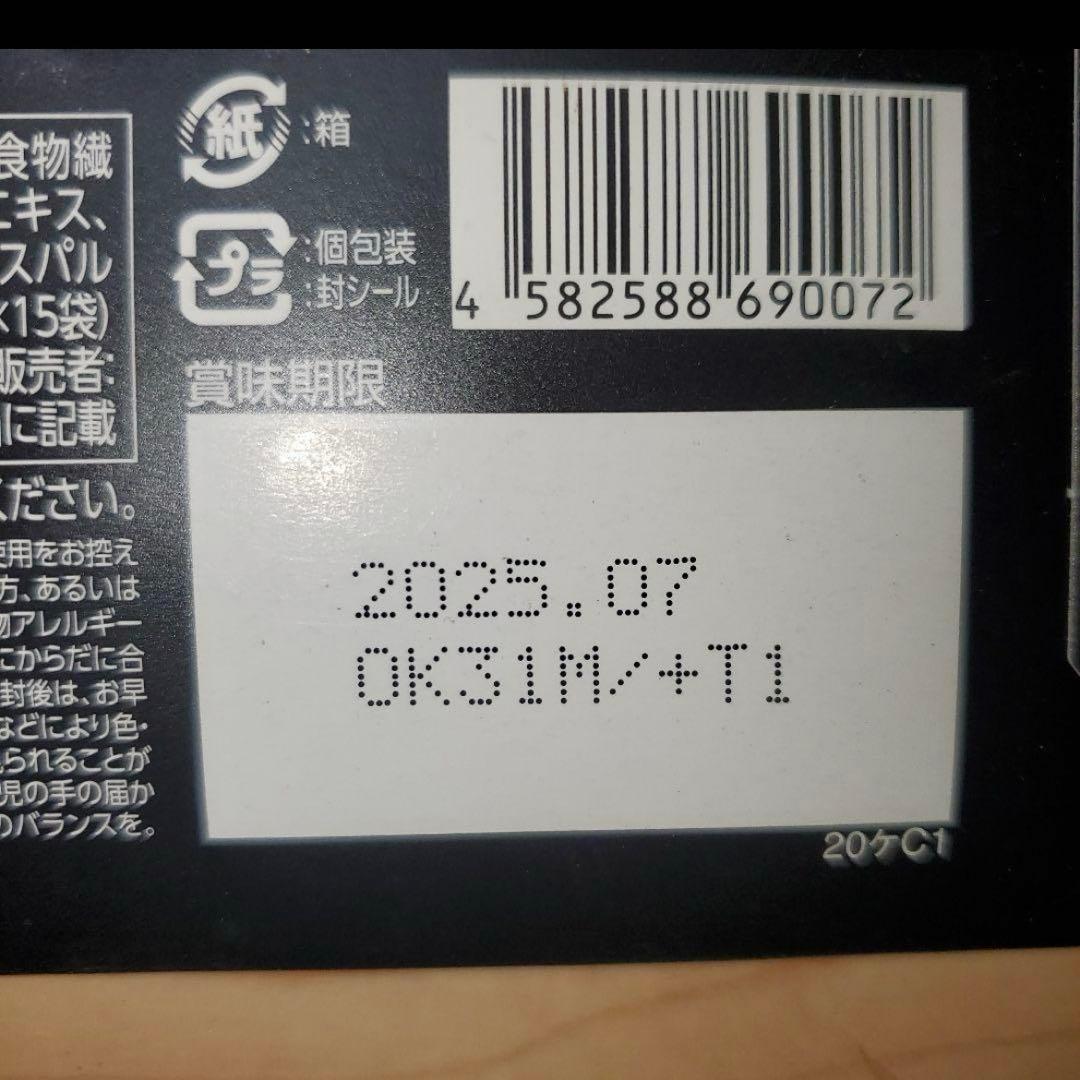 食物繊
エキス、
スパル
×15袋)
販売者:
に記載
ください。
使用をお控え
方、あるいは
物アレルギー
にからだに合
封後は、お早
などにより色・
られることが
児の手の届か
のバランスを。
紙:箱
プラ:個包装
:封シール
4 582588 690072
賞味期限
2025.07
OK31M/+T1
20ケC1